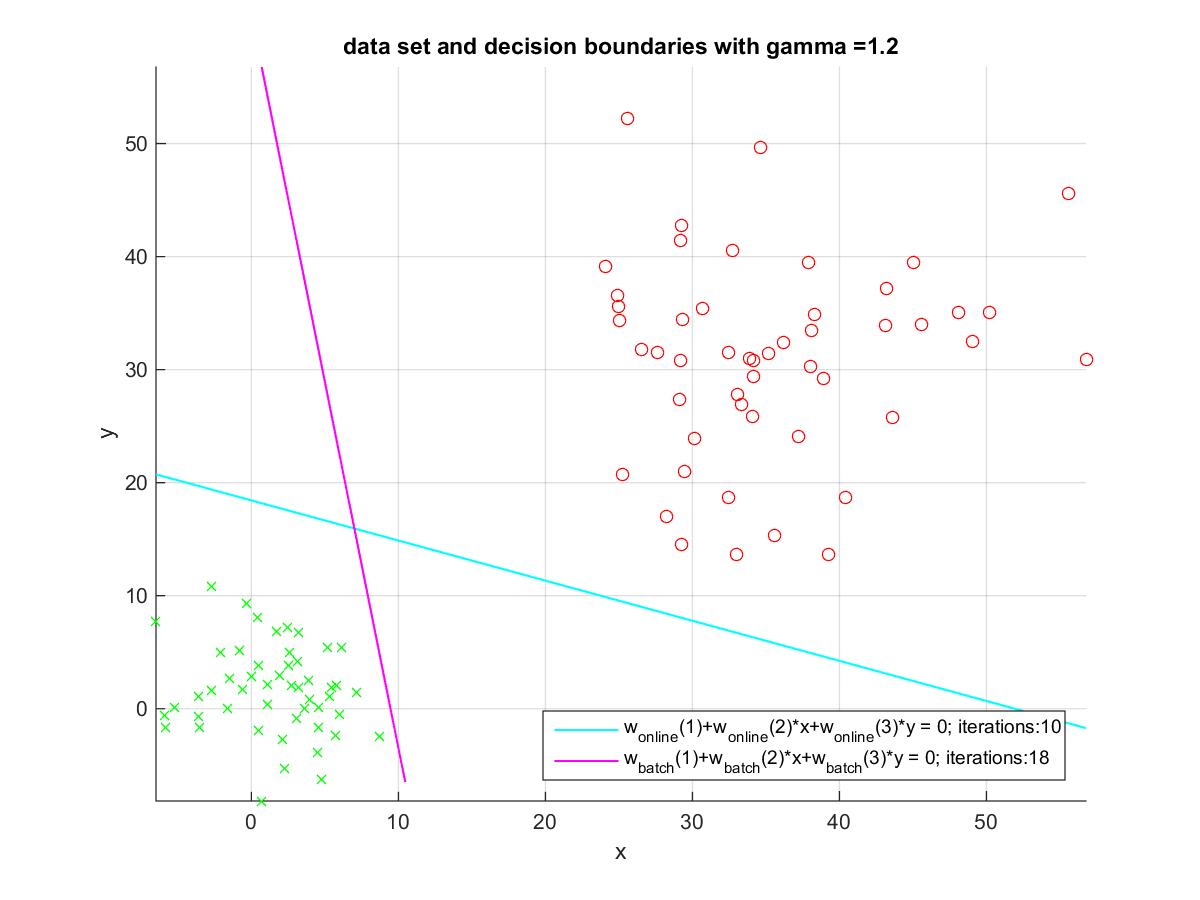 data set and decision boundaries with gamma =1.2
50
40
30
20
10
0
y
w_online(1)+w_online(2)*x+w_online(3)*y = 0; iterations:10
w_batch(1)+w_batch(2)*x+w_batch(3)*y = 0; iterations:18
0 10 20 30 40 50
x